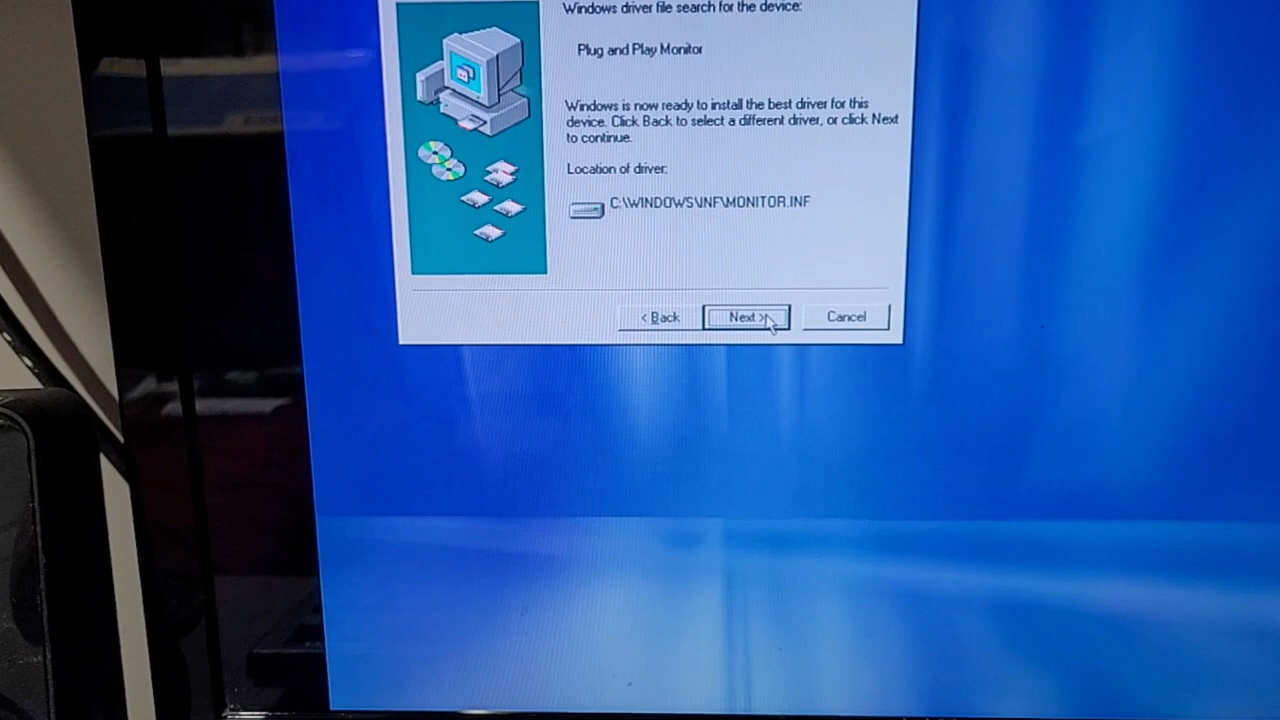 Windows driver file search for the device:
Plug and Play Monitor
Windows is now ready to install the best driver for this
device. Click Back to select a different driver, or click Next
to continue.
Location of driver:
C:\WINDOWS\INF\MONITOR.INF
< Back
Next >
Cancel